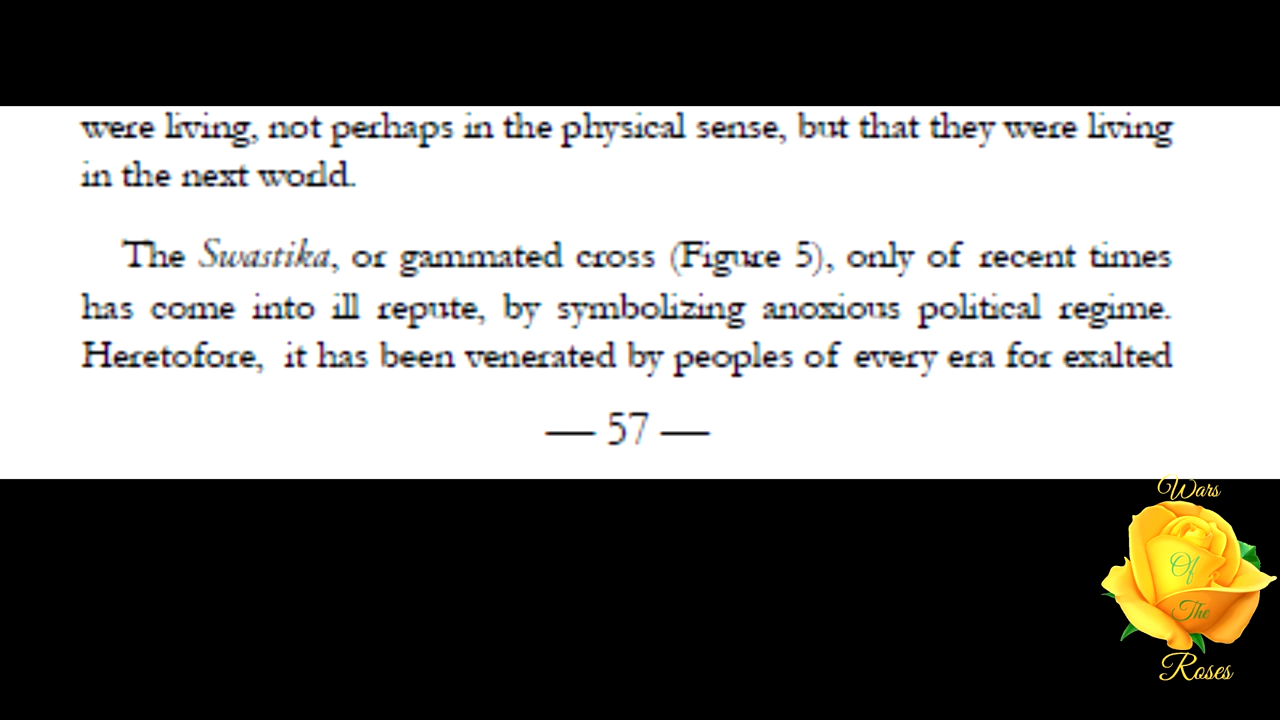 were living, not perhaps in the physical sense, but that they were living
in the next world.
The Swastika, or gammated cross (Figure 5), only of recent times
has come into ill repute, by symbolizing anoxious political regime.
Heretofore, it has been venerated by peoples of every era for exalted
— 57 —
Wars
Of
The
Roses